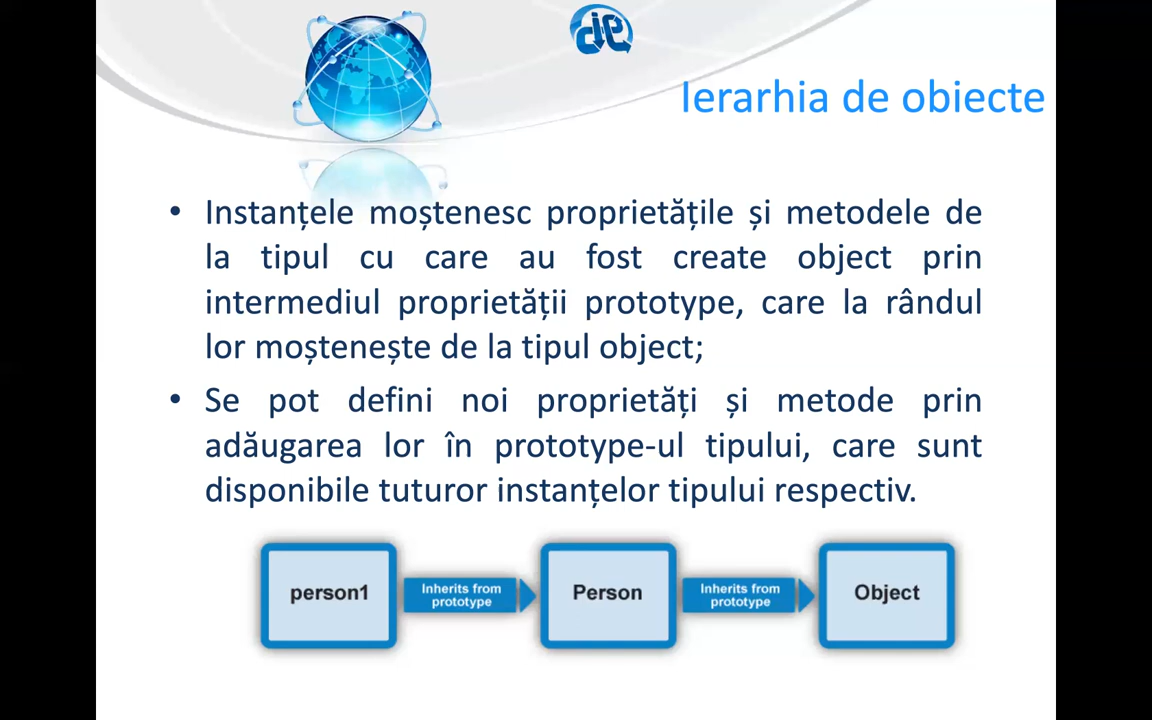 Ierarhia de obiecte
• Instanțele moștenesc proprietățile și metodele de
la tipul cu care au fost create object prin
intermediul proprietății prototype, care la rândul
lor moștenește de la tipul object;
• Se pot defini noi proprietăți și metode prin
adăugarea lor în prototype-ul tipului, care sunt
disponibile tuturor instanțelor tipului respectiv.
person1
Inherits from
prototype
Person
Inherits from
prototype
Object